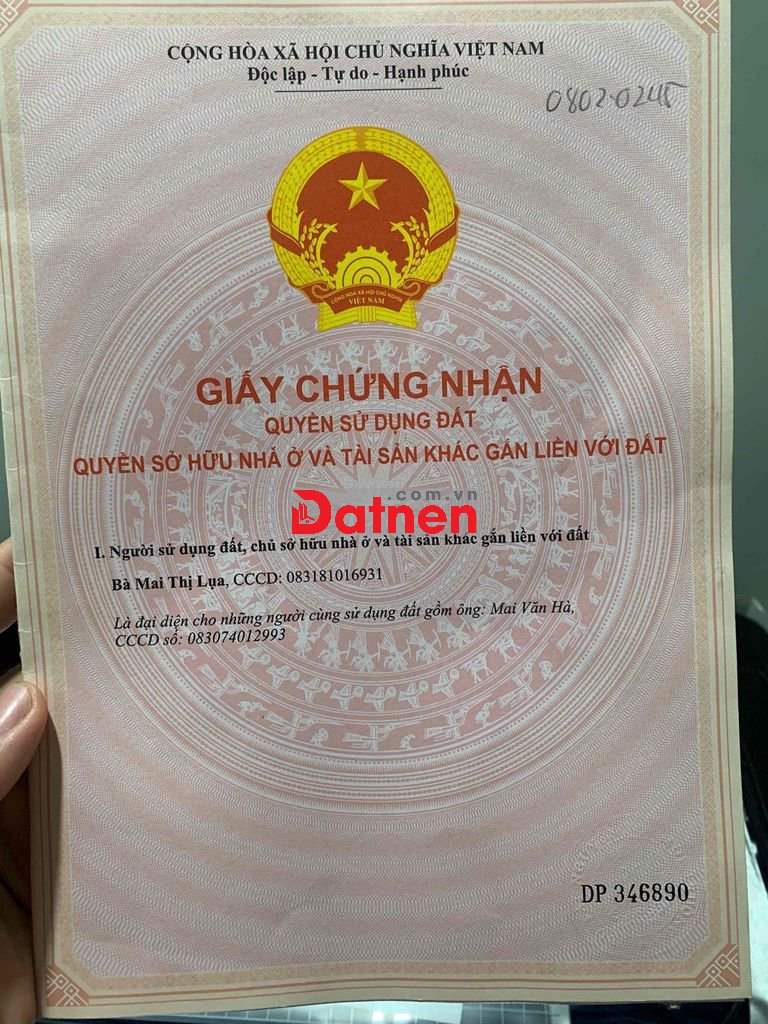 CỘNG HÒA XÃ HỘI CHỦ NGHĨA VIỆT NAM
Độc lập - Tự do - Hạnh phúc
0802.0245
CỘNG HÒA XÃ HỘI CHỦ NGHĨA
VIỆT NAM
GIẤY CHỨNG NHẬN
QUYỀN SỬ DỤNG ĐẤT
QUYỀN SỞ HỮU NHÀ Ở VÀ TÀI SẢN KHÁC GẮN LIỀN VỚI ĐẤT
.com.vn
Datnen
I. Người sử dụng đất, chủ sở hữu nhà ở và tài sản khác gắn liền với đất
Bà Mai Thị Lụa, CCCD: 083181016931
Là đại diện cho những người cùng sử dụng đất gồm ông: Mai Văn Hà,
CCCD số: 083074012993
DP 346890